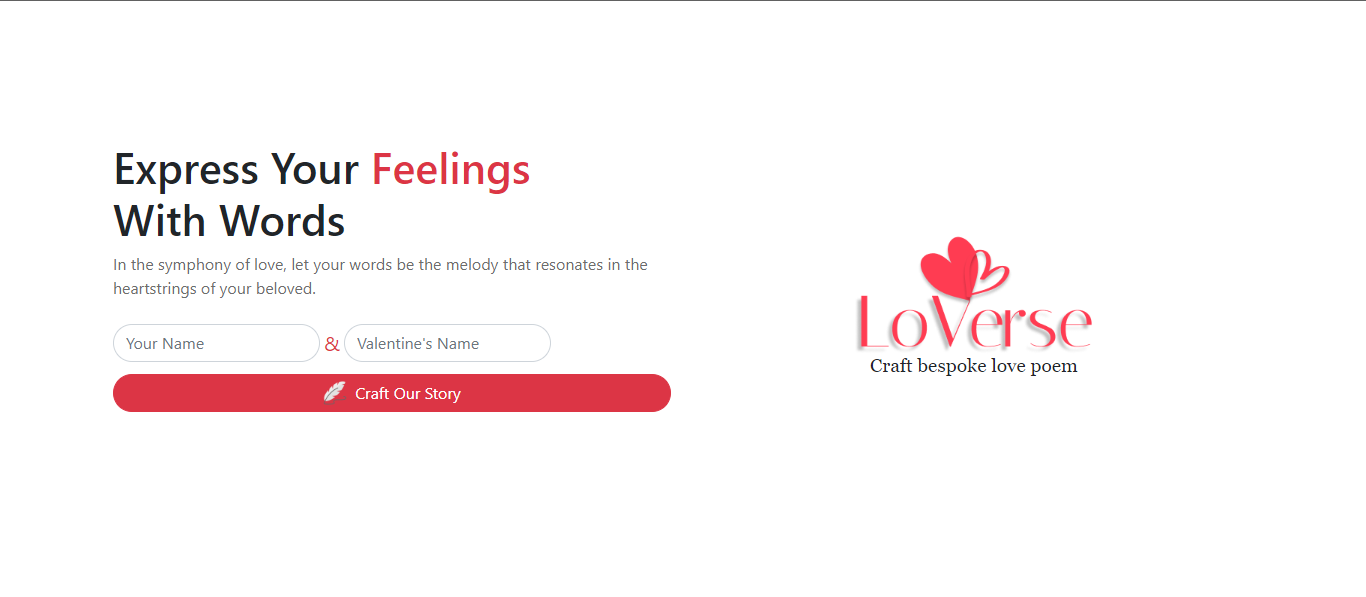 Express Your Feelings
With Words
In the symphony of love, let your words be the melody that resonates in the
heartstrings of your beloved.
Your Name & Valentine's Name
Craft Our Story
LoVerse
Craft bespoke love poem